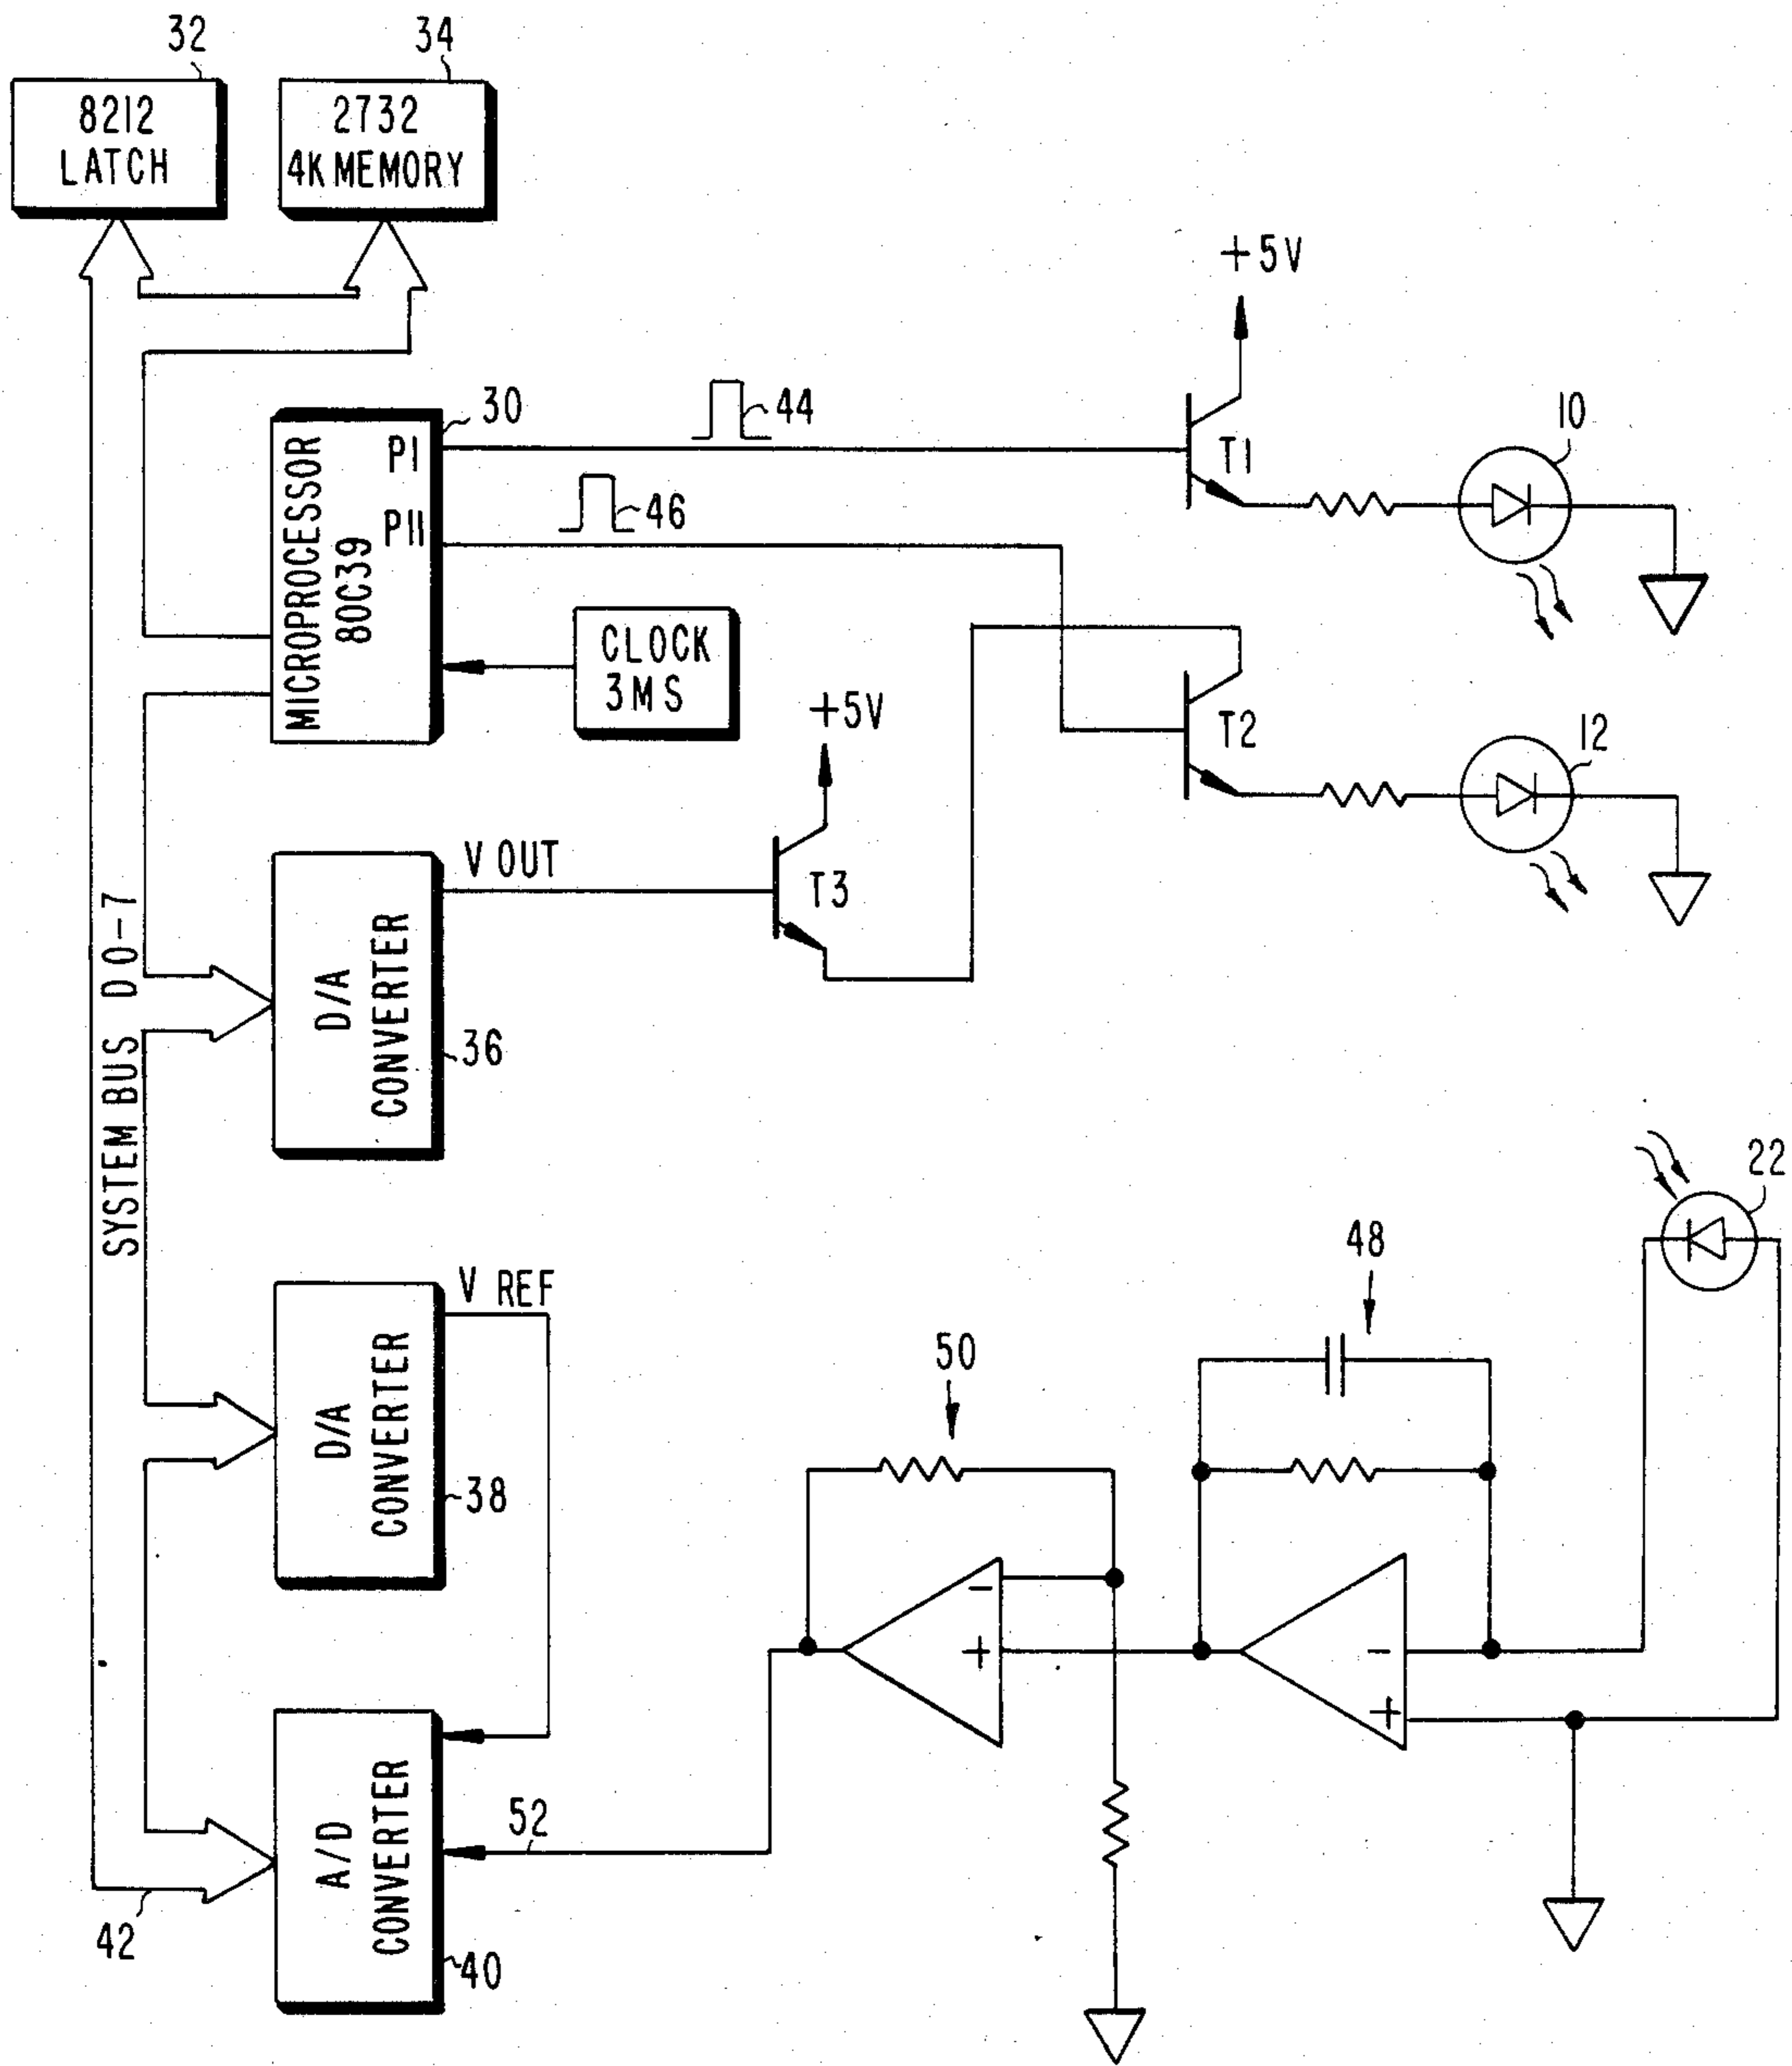 32
34
8212
LATCH
2732
4K MEMORY
+5V
30
44
10
MICROPROCESSOR
80C39
P1
P11
T1
46
CLOCK
3MS
+5V
T2
12
V OUT
T3
SYSTEM BUS D0-7
D/A
CONVERTER
36
22
48
V REF
50
D/A
CONVERTER
38
-
+
-
+
52
A/D
CONVERTER
42
40